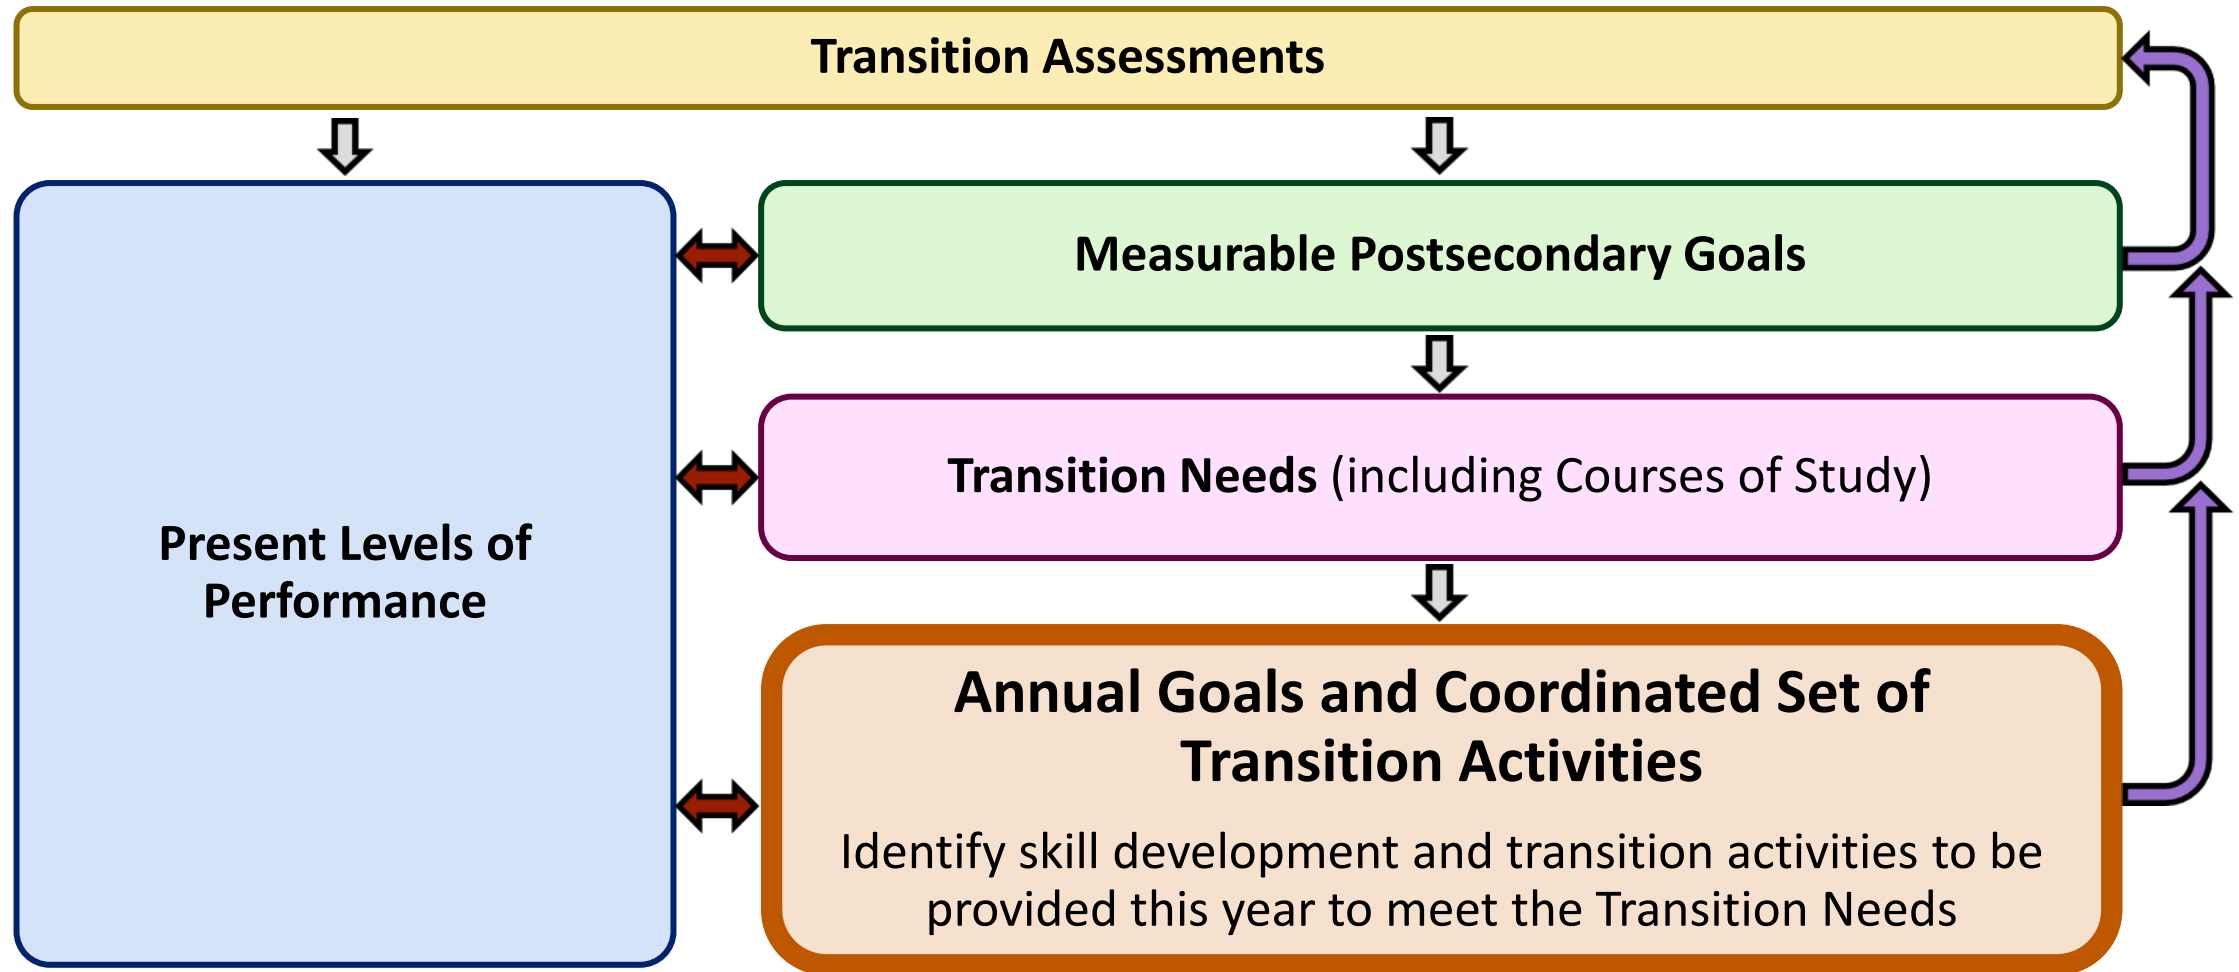 Transition Assessments
Present Levels of
Performance
Measurable Postsecondary Goals
Transition Needs (including Courses of Study)
Annual Goals and Coordinated Set of
Transition Activities
Identify skill development and transition activities to be
provided this year to meet the Transition Needs